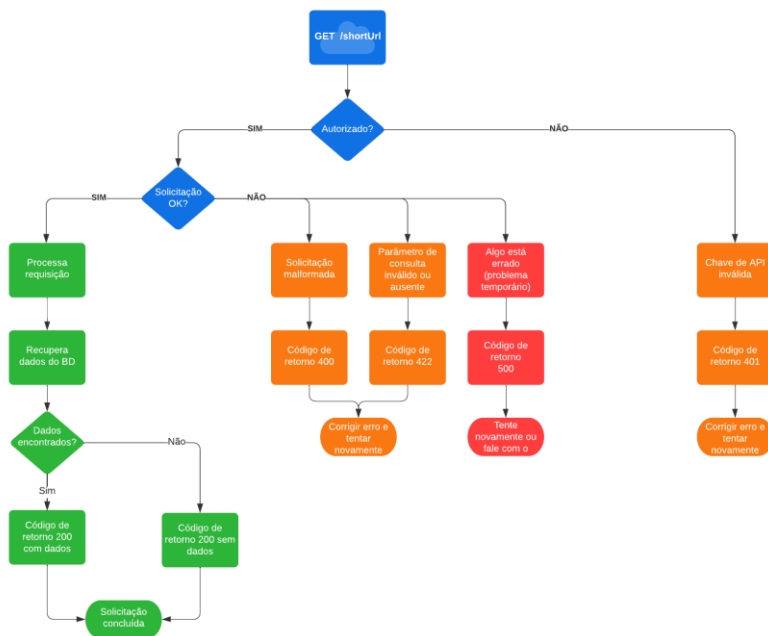 GET /shortUrl
Autorizado?
SIM
NÃO
Solicitação
OK?
SIM
NÃO
Processa
requisição
Solicitação
malformada
Parâmetro de
consulta
inválido ou
ausente
Algo está
errado
(problema
temporário)
Chave de API
inválida
Recupera
dados do BD
Código de
retorno 400
Código de
retorno 422
Código de
retorno
500
Código de
retorno 401
Dados
encontrados?
Não
Sim
Corrigir erro e
tentar
novamente
Tente
novamente ou
fale com o
Corrigir erro e
tentar
novamente
Código de
retorno 200
com dados
Código de
retorno 200 sem
dados
Solicitação
concluída